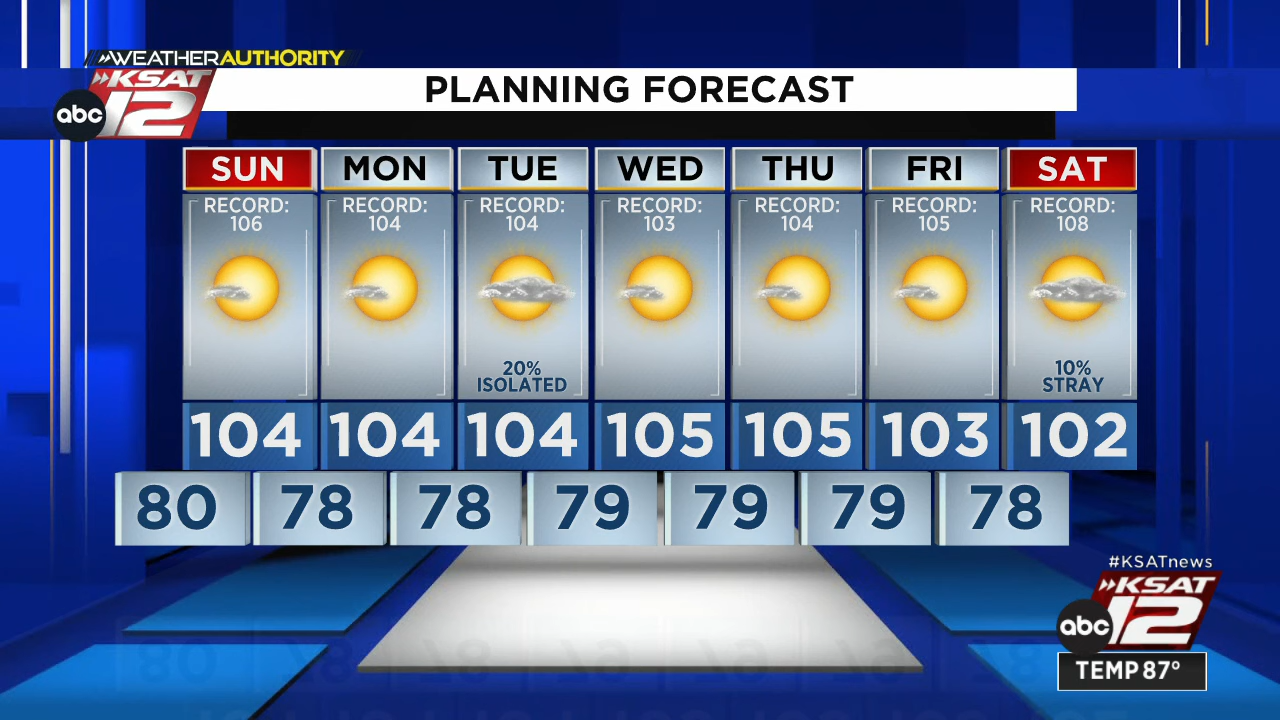 WEATHERAUTHORITY
KSAT
abc 12
PLANNING FORECAST
SUN MON TUE WED THU FRI SAT
RECORD: RECORD: RECORD: RECORD: RECORD: RECORD: RECORD:
106 104 104 103 104 105 108
20% 10%
ISOLATED STRAY
104 104 104 105 105 103 102
80 78 78 79 79 79 78
#KSATnews
KSAT
abc 12
TEMP 87°